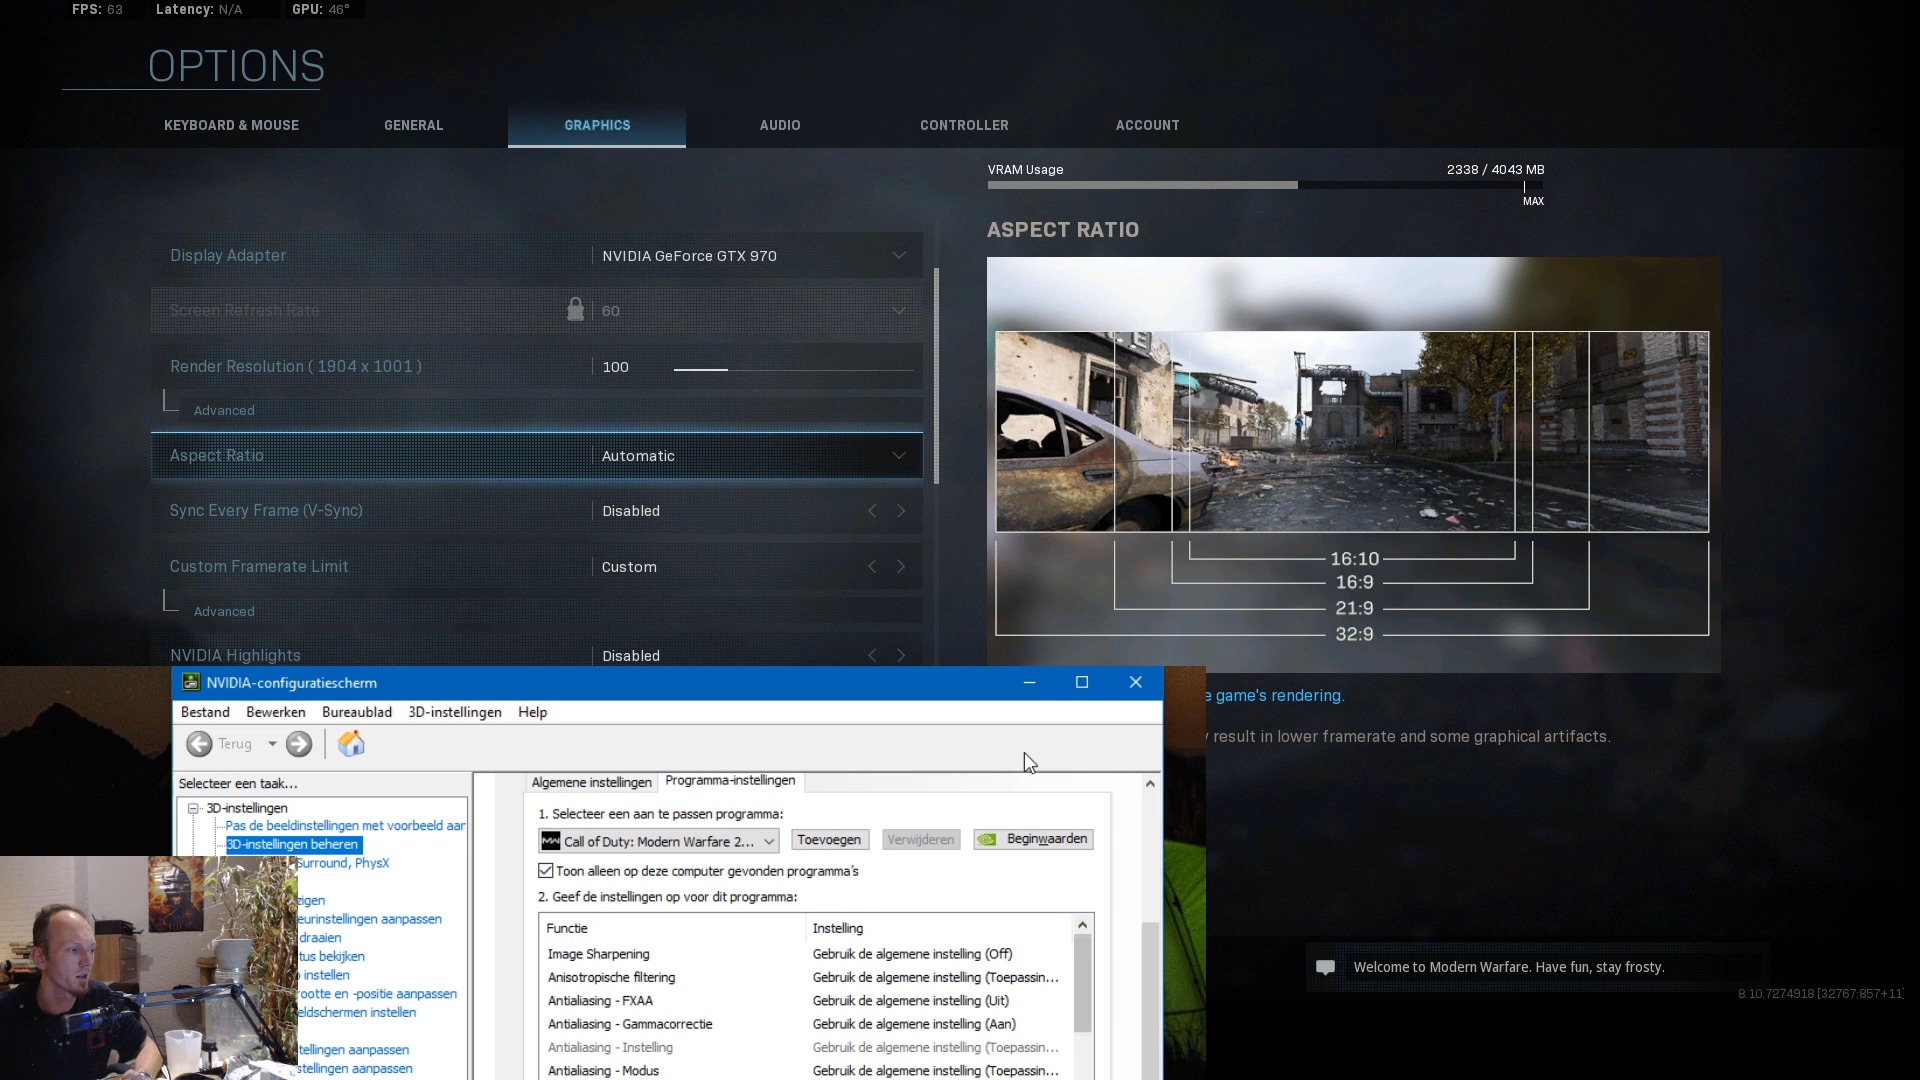 FPS: 63 Latency: N/A GPU: 46°
OPTIONS
KEYBOARD & MOUSE GENERAL GRAPHICS AUDIO CONTROLLER ACCOUNT
VRAM Usage 2338 / 4043 MB
MAX
ASPECT RATIO
Display Adapter NVIDIA GeForce GTX 970
Screen Refresh Rate 60
Render Resolution ( 1904 x 1001 ) 100
Advanced
Aspect Ratio Automatic
Sync Every Frame (V-Sync) Disabled
Custom Framerate Limit Custom
Advanced
NVIDIA Highlights Disabled
16:10
16:9
21:9
32:9
game's rendering.
result in lower framerate and some graphical artifacts.
NVIDIA-configuratiescherm
Bestand Bewerken Bureaublad 3D-instellingen Help
Terug
Selecteer een taak...
3D-instellingen
Pas de beeldinstellingen met voorbeeld aan
3D-instellingen beheren
Surround, PhysX
zigen
eurinstellingen aanpassen
draaien
tus bekijken
instellen
rootte en -positie aanpassen
eldschermen instellen
tellingen aanpassen
stellingen aanpassen
Algemene instellingen Programma-instellingen
1. Selecteer een aan te passen programma:
Call of Duty: Modern Warfare 2... Toevoegen Verwijderen Beginwaarden
Toon alleen op deze computer gevonden programma's
2. Geef de instellingen op voor dit programma:
Functie Instelling
Image Sharpening Gebruik de algemene instelling (Off)
Anisotropische filtering Gebruik de algemene instelling (Toepassin...
Antialiasing - FXAA Gebruik de algemene instelling (Uit)
Antialiasing - Gammacorrectie Gebruik de algemene instelling (Aan)
Antialiasing - Instelling Gebruik de algemene instelling (Toepassin...
Antialiasing - Modus Gebruik de algemene instelling (Toepassin...
Welcome to Modern Warfare. Have fun, stay frosty.
8.10.7274918 [32767:857+11]